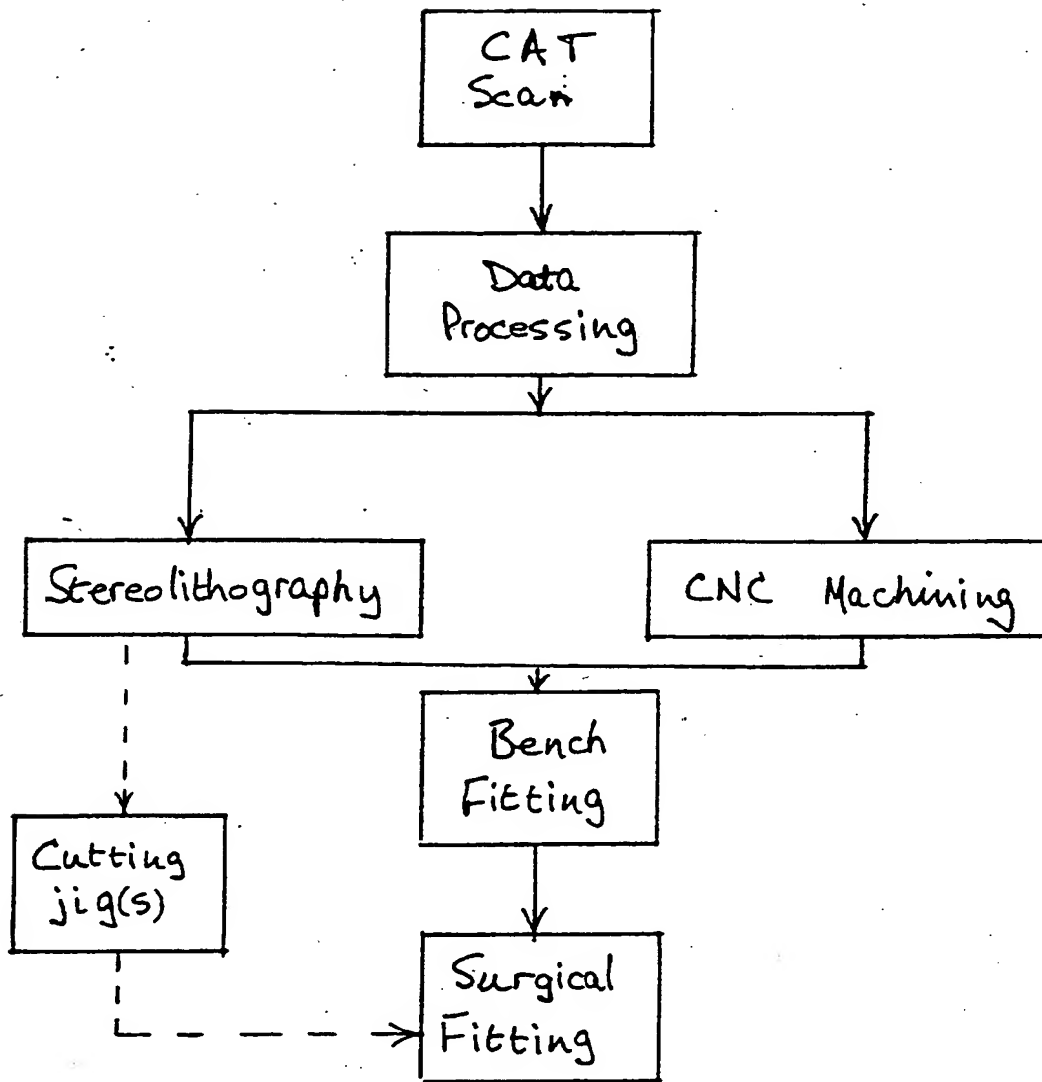 CAT
Scan
Data
Processing
Stereolithography
CNC Machining
Bench
Fitting
Cutting
jig(s)
Surgical
Fitting